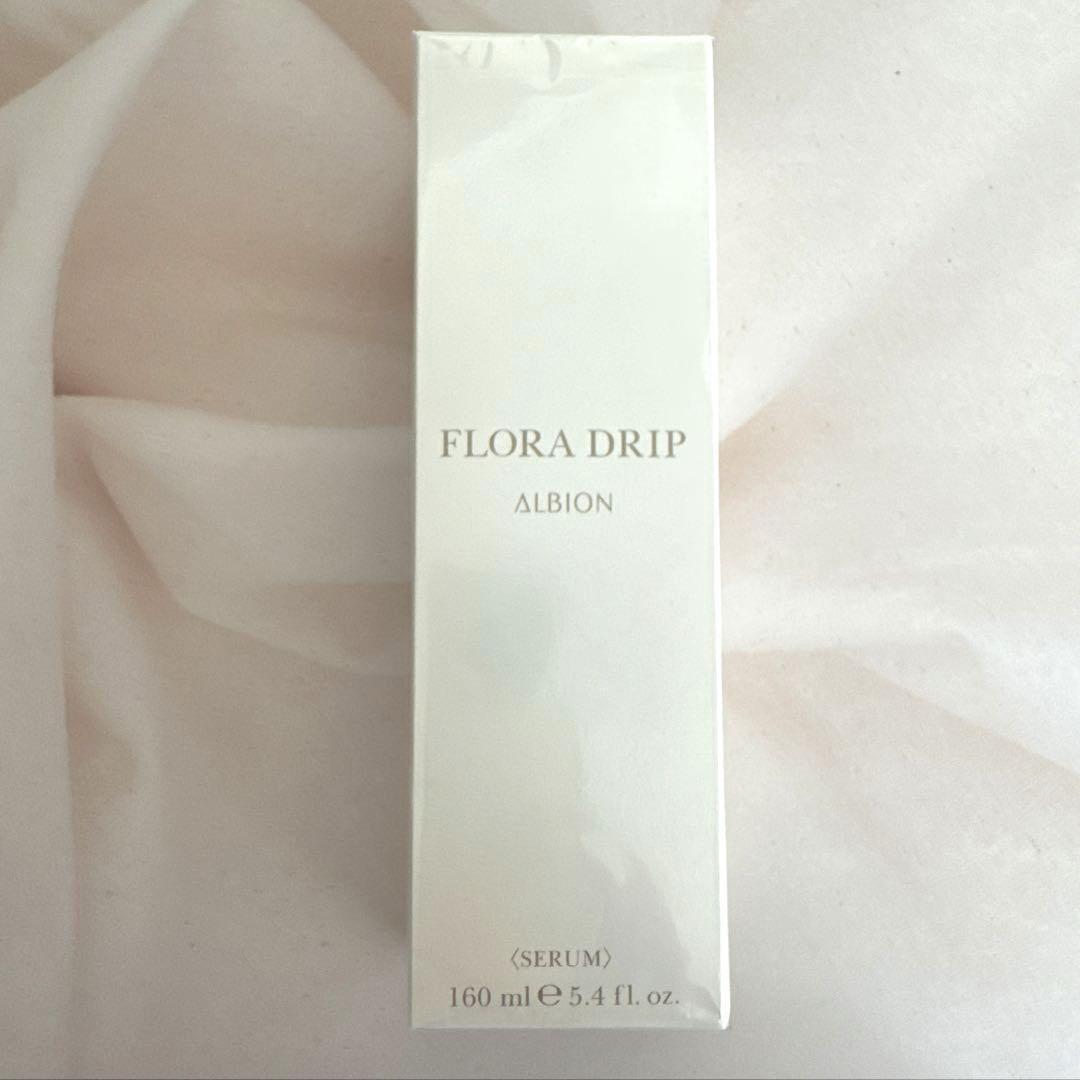 FLORA DRIP
ALBION
〈SERUM〉
160 ml ℮ 5.4 fl. oz.